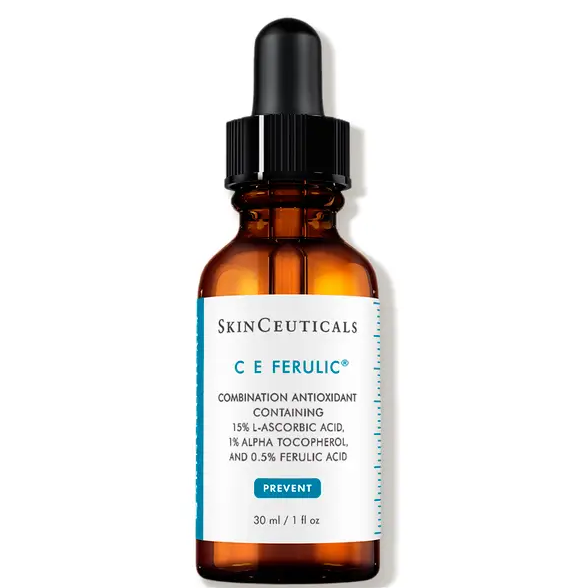 SKINCEUTICALS
C E FERULIC®
COMBINATION ANTIOXIDANT
CONTAINING
15% L-ASCORBIC ACID,
1% ALPHA TOCOPHEROL,
AND 0.5% FERULIC ACID
PREVENT
30 ml / 1 fl oz